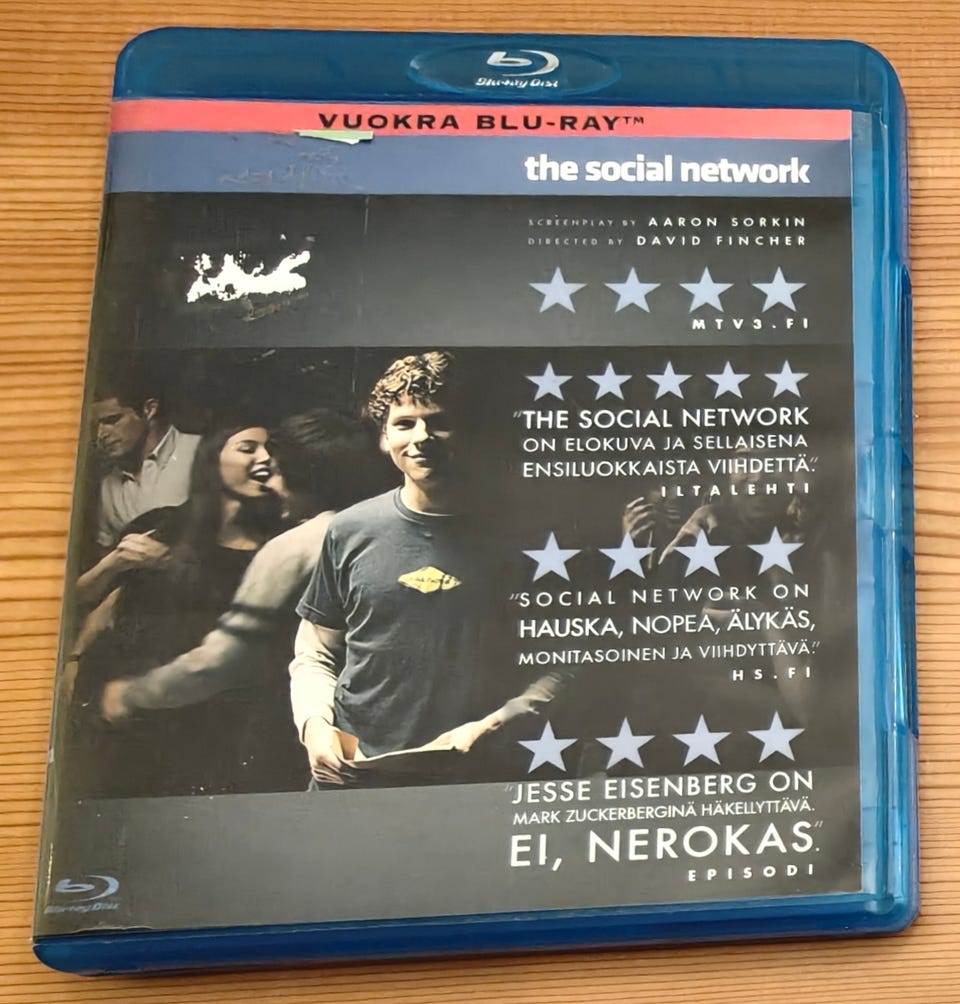 Blu-ray Disc
VUOKRA BLU-RAY™
the social network
SCREENPLAY BY AARON SORKIN
DIRECTED BY DAVID FINCHER
MTV3.FI
"THE SOCIAL NETWORK
ON ELOKUVA JA SELLAISENA
ENSILUOKKAISTA VIIHDETTÄ."
ILTALEHTI
"SOCIAL NETWORK ON
HAUSKA, NOPEA, ÄLYKÄS,
MONITASOINEN JA VIIHDYTTÄVÄ."
HS.FI
"JESSE EISENBERG ON
MARK ZUCKERBERGINÄ HÄKELLYTTÄVÄ.
EI, NEROKAS".
EPISODI
Blu-ray Disc